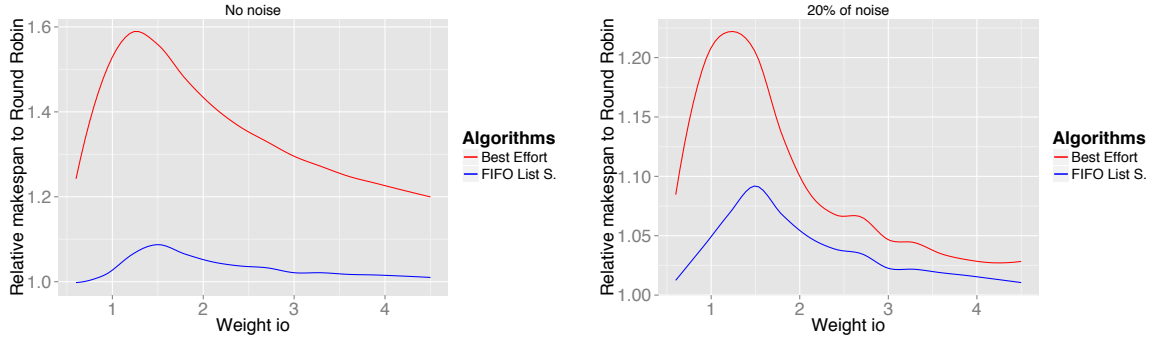 No noise
Relative makespan to Round Robin
1.6
1.4
1.2
1.0
1
2
3
4
Weight io
Algorithms
Best Effort
FIFO List S.
20% of noise
Relative makespan to Round Robin
1.20
1.15
1.10
1.05
1.00
1
2
3
4
Weight io
Algorithms
Best Effort
FIFO List S.